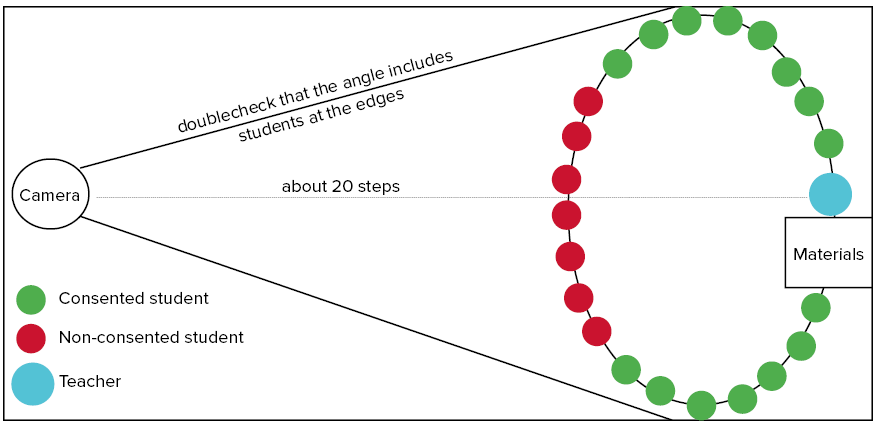 doublecheck that the angle includes
students at the edges
about 20 steps
Camera
Materials
Consented student
Non-consented student
Teacher